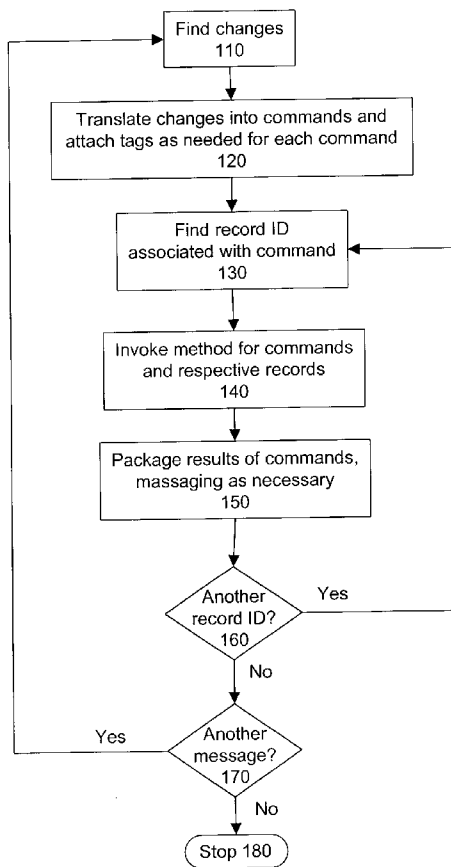 Find changes
110
Translate changes into commands and
attach tags as needed for each command
120
Find record ID
associated with command
130
Invoke method for commands
and respective records
140
Package results of commands,
massaging as necessary
150
Another
record ID?
160
Yes
No
Another
message?
170
Yes
No
Stop 180